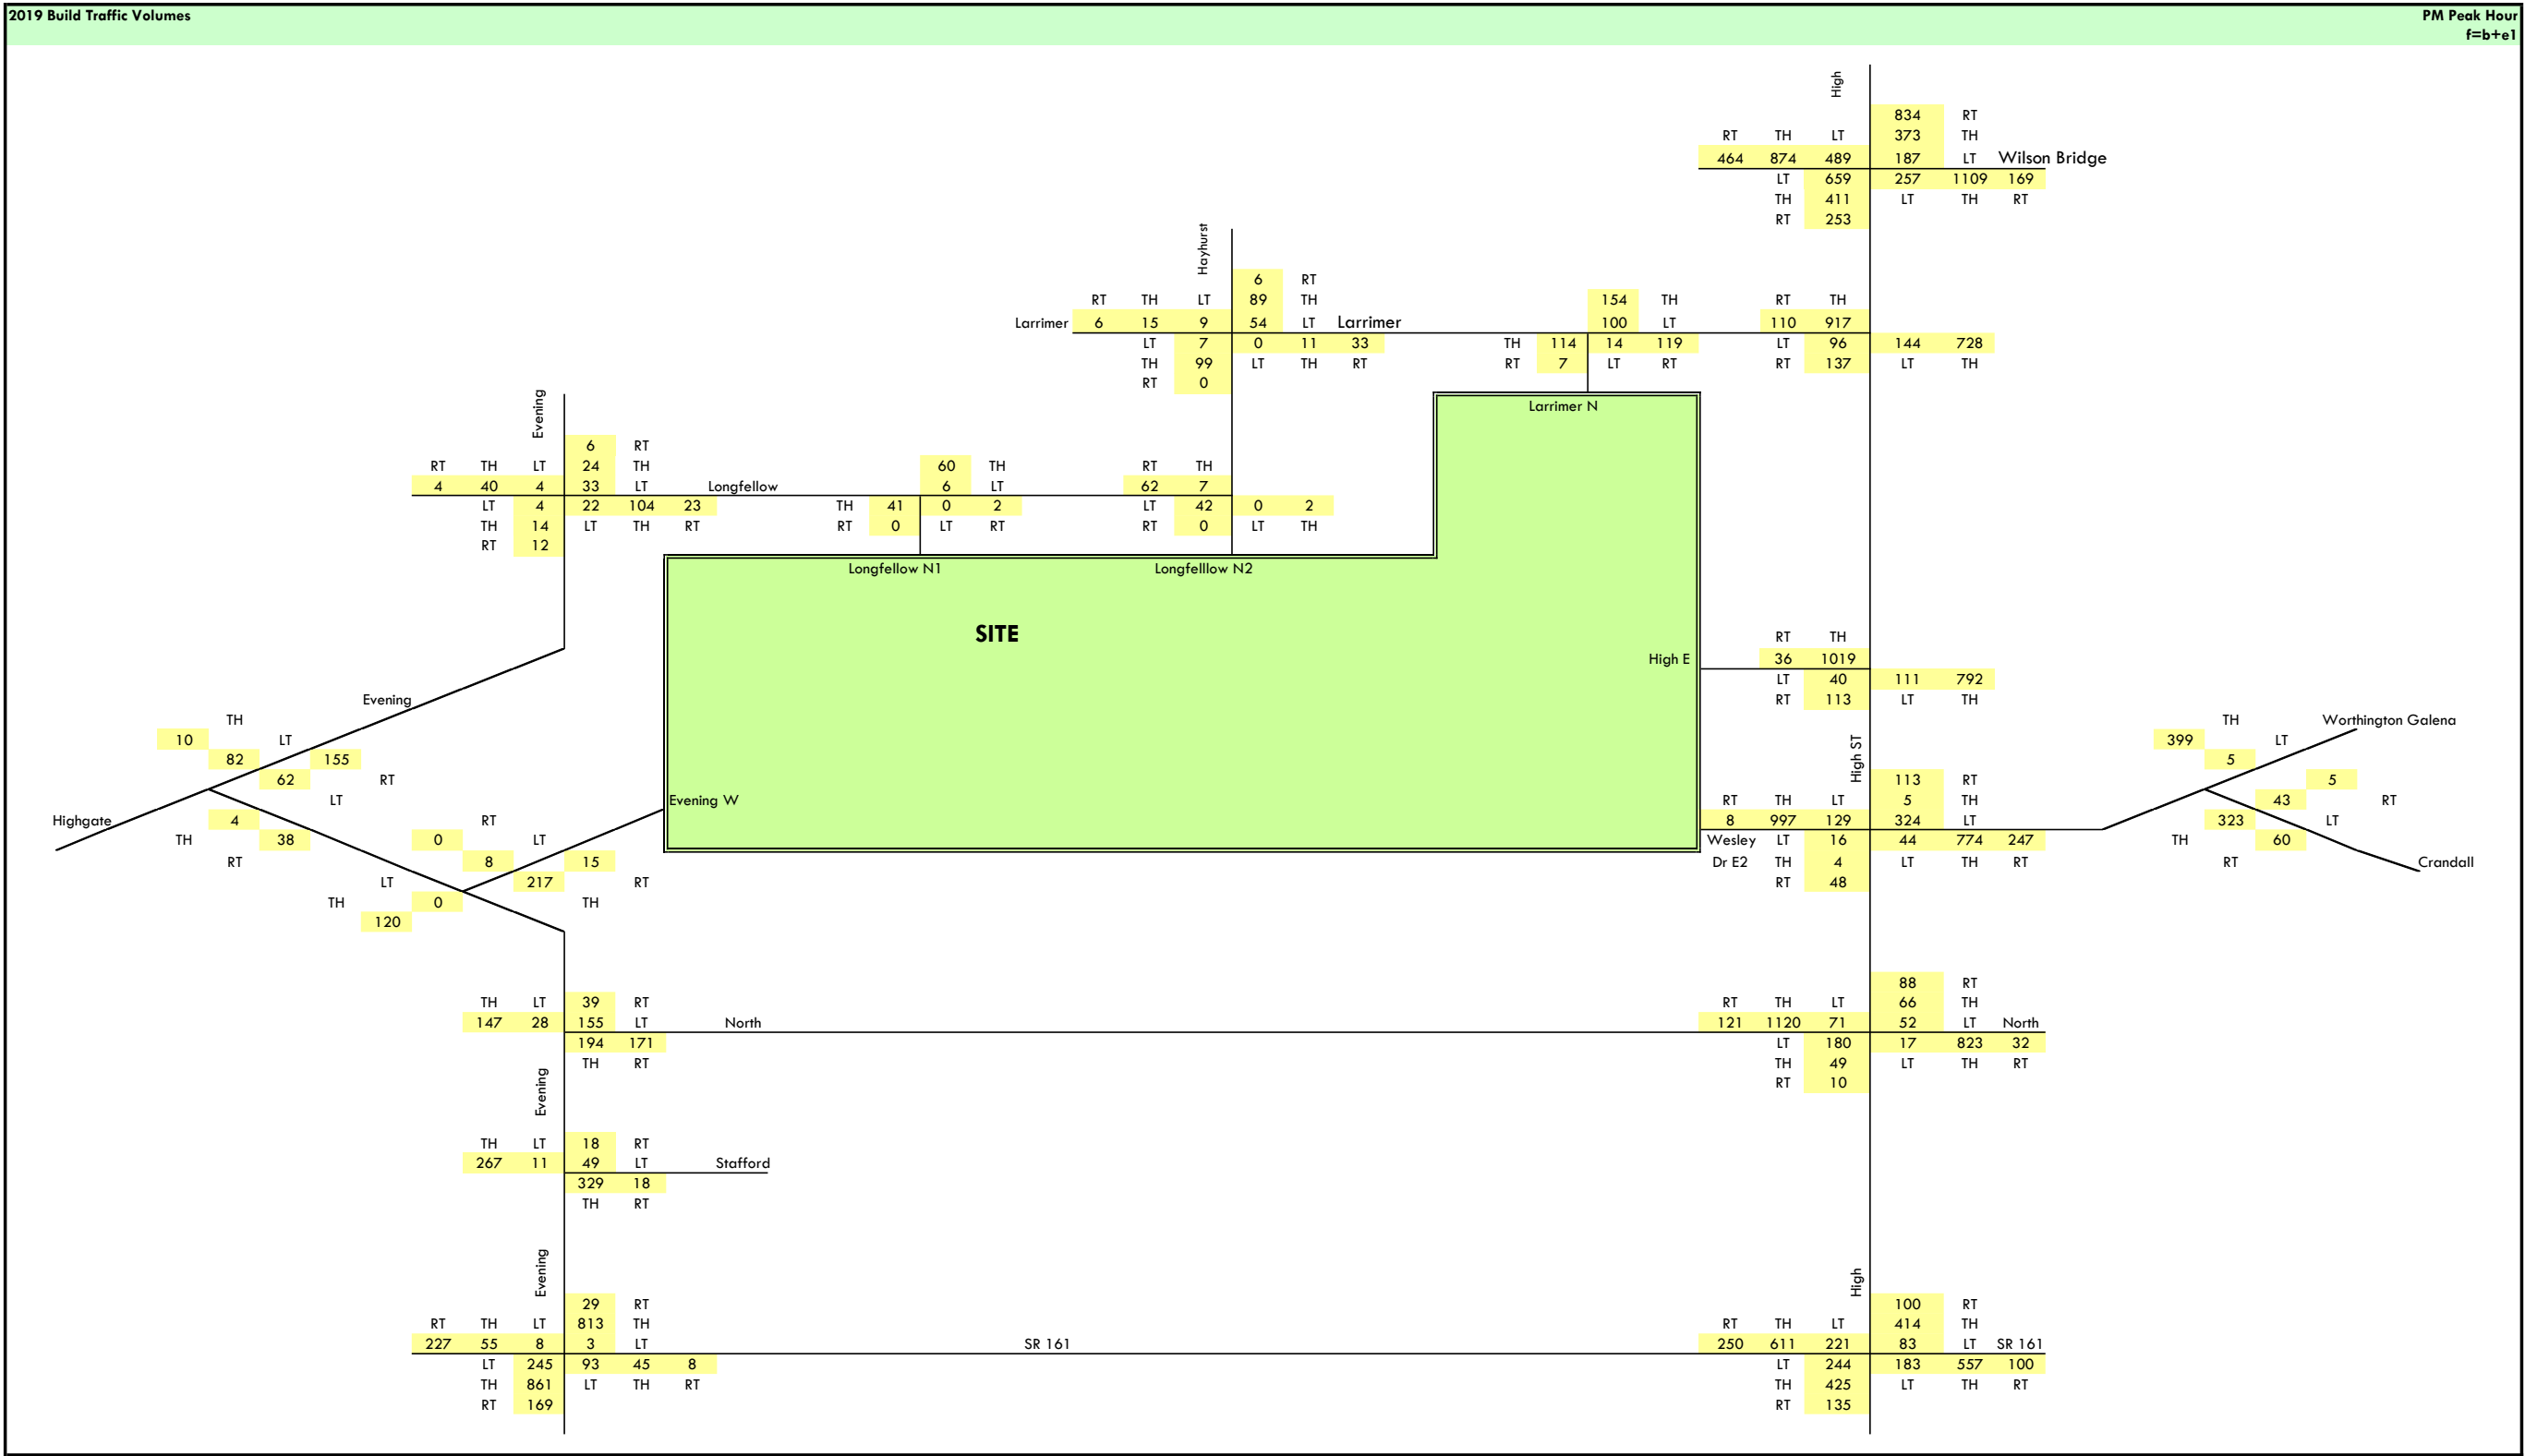 2019 Build Traffic Volumes PM Peak Hour
f=b+e1
High
834 RT
RT TH LT 373 TH
464 874 489 187 LT Wilson Bridge
LT 659 257 1109 169
TH 411 LT TH RT
RT 253
Hayhurst
6 RT
RT TH LT 89 TH 154 TH RT TH
Larrimer 6 15 9 54 LT Larrimer 100 LT 110 917
LT 7 0 11 33 TH 114 14 119 LT 96 144 728
TH 99 LT TH RT RT 7 LT RT RT 137 LT TH
RT 0
Evening Larrimer N
6 RT
RT TH LT 24 TH 60 TH RT TH
4 40 4 33 LT Longfellow 6 LT 62 7
LT 4 22 104 23 TH 41 0 2 LT 42 0 2
TH 14 LT TH RT RT 0 LT RT RT 0 LT TH
RT 12
Longfellow N1 Longfelllow N2
SITE RT TH
High E 36 1019
LT 40 111 792
Evening RT 113 LT TH
TH TH Worthington Galena
10 LT High ST 399 LT
82 155 5
62 RT 113 RT 5
LT Evening W RT TH LT 5 TH 43 RT
Highgate 4 RT 8 997 129 324 LT 323 LT
TH 38 0 LT Wesley LT 16 44 774 247 TH 60
RT 8 15 Dr E2 TH 4 LT TH RT RT Crandall
LT 217 RT RT 48
TH 0 TH
120
88 RT
TH LT 39 RT RT TH LT 66 TH
147 28 155 LT North 121 1120 71 52 LT North
194 171 LT 180 17 823 32
TH RT TH 49 LT TH RT
Evening RT 10
TH LT 18 RT
267 11 49 LT Stafford
329 18
TH RT
Evening High
29 RT 100 RT
RT TH LT 813 TH RT TH LT 414 TH
227 55 8 3 LT SR 161 250 611 221 83 LT SR 161
LT 245 93 45 8 LT 244 183 557 100
TH 861 LT TH RT TH 425 LT TH RT
RT 169 RT 135